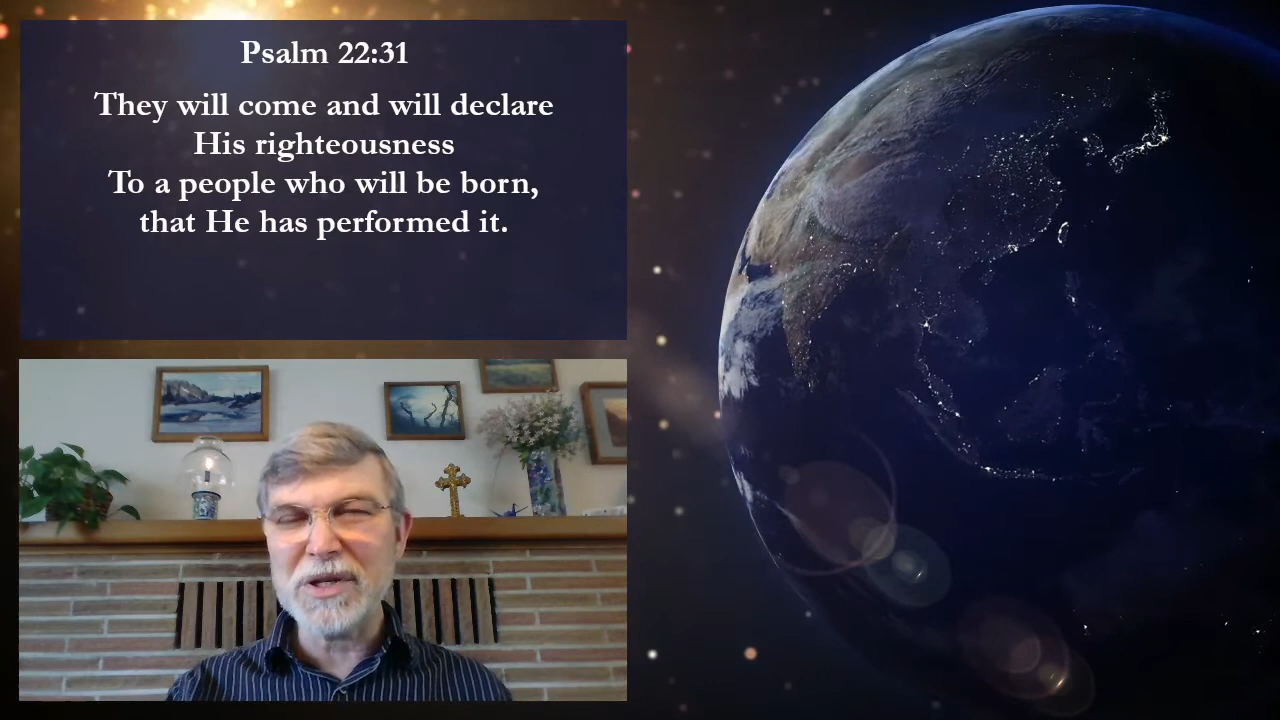 Psalm 22:31
They will come and will declare
His righteousness
To a people who will be born,
that He has performed it.